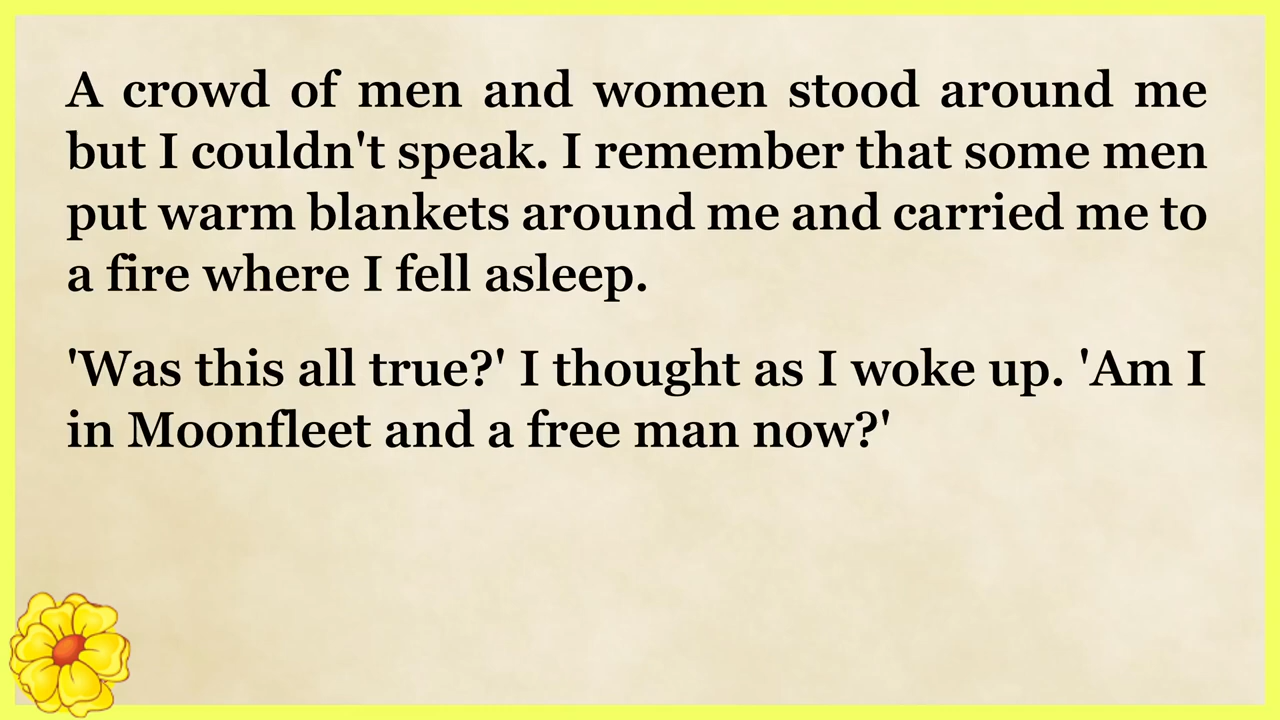 A crowd of men and women stood around me
but I couldn't speak. I remember that some men
put warm blankets around me and carried me to
a fire where I fell asleep.
'Was this all true?' I thought as I woke up. 'Am I
in Moonfleet and a free man now?'